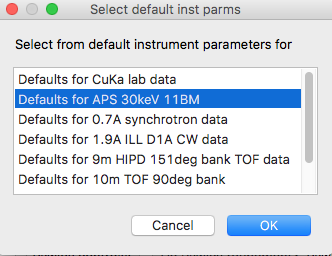 Select default inst parms
Select from default instrument parameters for
Defaults for CuKa lab data
Defaults for APS 30keV 11BM
Defaults for 0.7A synchrotron data
Defaults for 1.9A ILL D1A CW data
Defaults for 9m HIPD 151deg bank TOF data
Defaults for 10m TOF 90deg bank
Cancel
OK